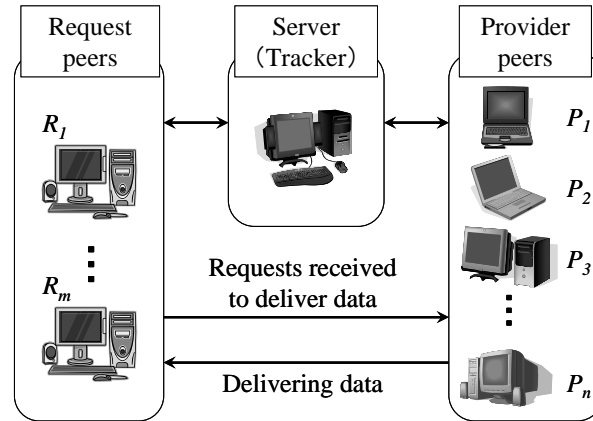 Request
peers
Server
（Tracker）
Provider
peers
R1
P1
P2
P3
Rm
Requests received
to deliver data
Delivering data
Pn